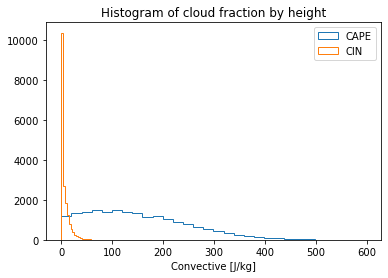 Histogram of cloud fraction by height
10000
8000
6000
4000
2000
0
CAPE
CIN
0 100 200 300 400 500 600
Convective [J/kg]